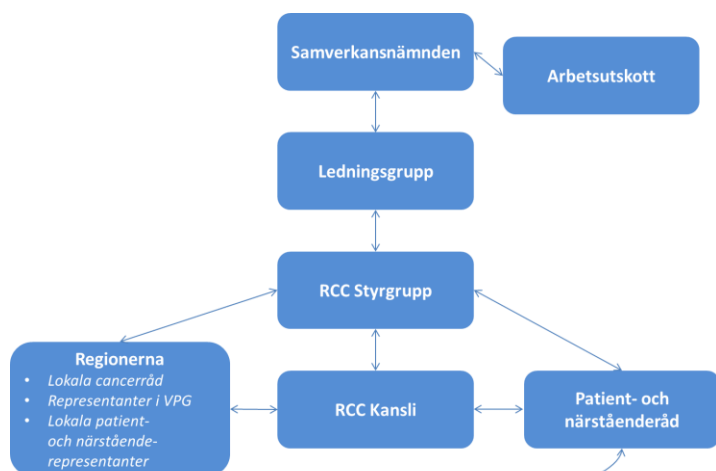 Samverkansnämnden
Arbetsutskott
Ledningsgrupp
RCC Styrgrupp
Regionerna
• Lokala cancerråd
• Representanter i VPG
• Lokala patient-
och närstående-
representanter
RCC Kansli
Patient- och
närståenderåd